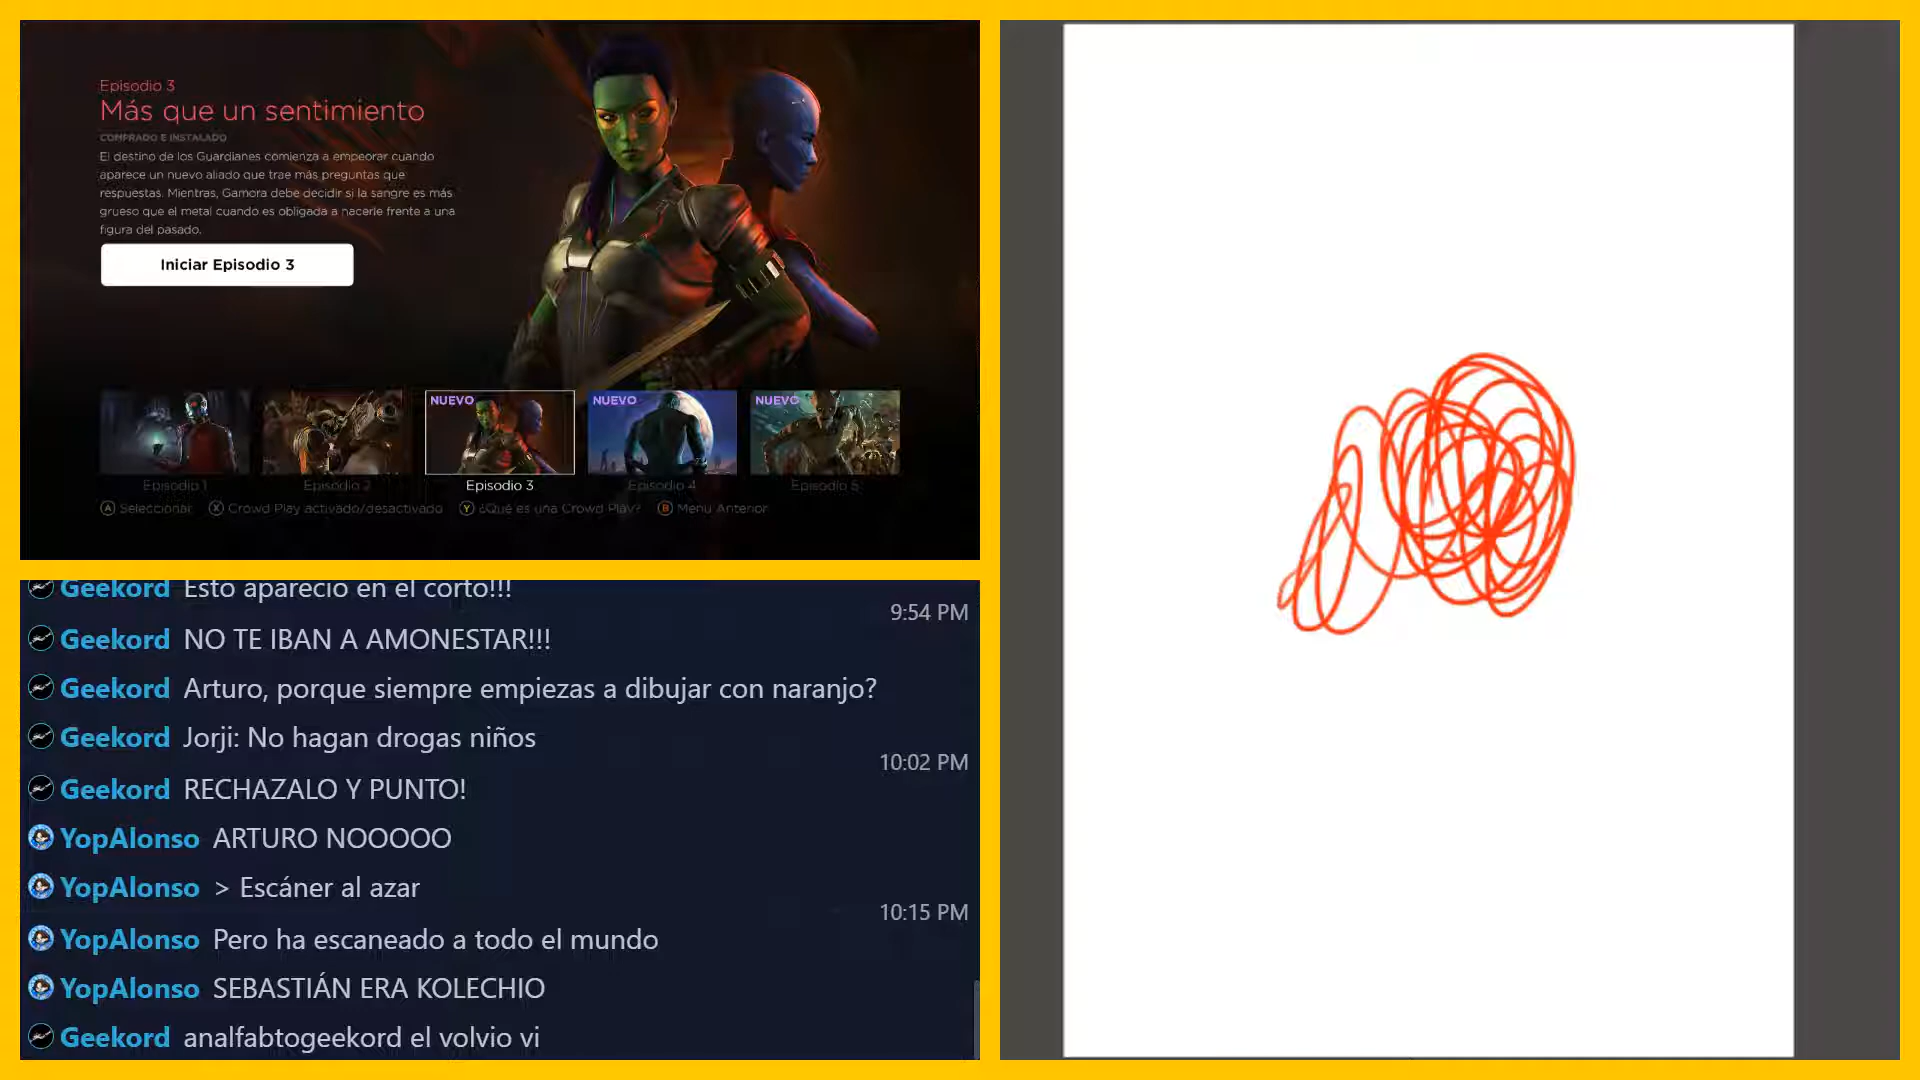 Episodio 3
Más que un sentimiento
COMPRADO E INSTALADO
El destino de los Guardianes comienza a empeorar cuando
aparece un nuevo aliado que trae más preguntas que
respuestas. Mientras, Gamora debe decidir si la sangre es más
grueso que el metal cuando es obligada a hacerle frente a una
figura del pasado.
Iniciar Episodio 3
NUEVO NUEVO NUEVO
Episodio 1 Episodio 2 Episodio 3 Episodio 4 Episodio 5
A Seleccionar X Crowd Play activado/desactivado Y ¿Qué es una Crowd Play? B Menú Anterior
Geekord Esto aparecio en el corto!!!
9:54 PM
Geekord NO TE IBAN A AMONESTAR!!!
Geekord Arturo, porque siempre empiezas a dibujar con naranjo?
Geekord Jorji: No hagan drogas niños
10:02 PM
Geekord RECHAZALO Y PUNTO!
YopAlonso ARTURO NOOOOO
YopAlonso > Escáner al azar
10:15 PM
YopAlonso Pero ha escaneado a todo el mundo
YopAlonso SEBASTIÁN ERA KOLECHIO
Geekord analfabtogeekord el volvio vi